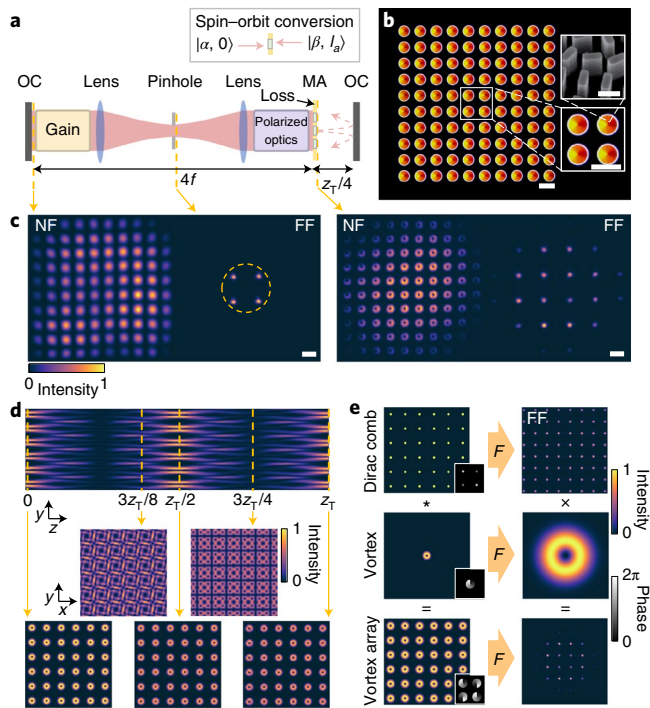 a
Spin–orbit conversion
|α, 0⟩
|β, lₐ⟩
OC
Lens
Pinhole
Lens
MA
OC
Loss
Gain
Polarized
optics
4f
z_T/4
b
c
NF
FF
NF
FF
0
1
Intensity
d
0
3z_T/8
z_T/2
3z_T/4
z_T
y
z
1
0
Intensity
y
x
e
Dirac comb
F
FF
1
0
Intensity
*
×
Vortex
F
2π
0
Phase
=
=
Vortex array
F